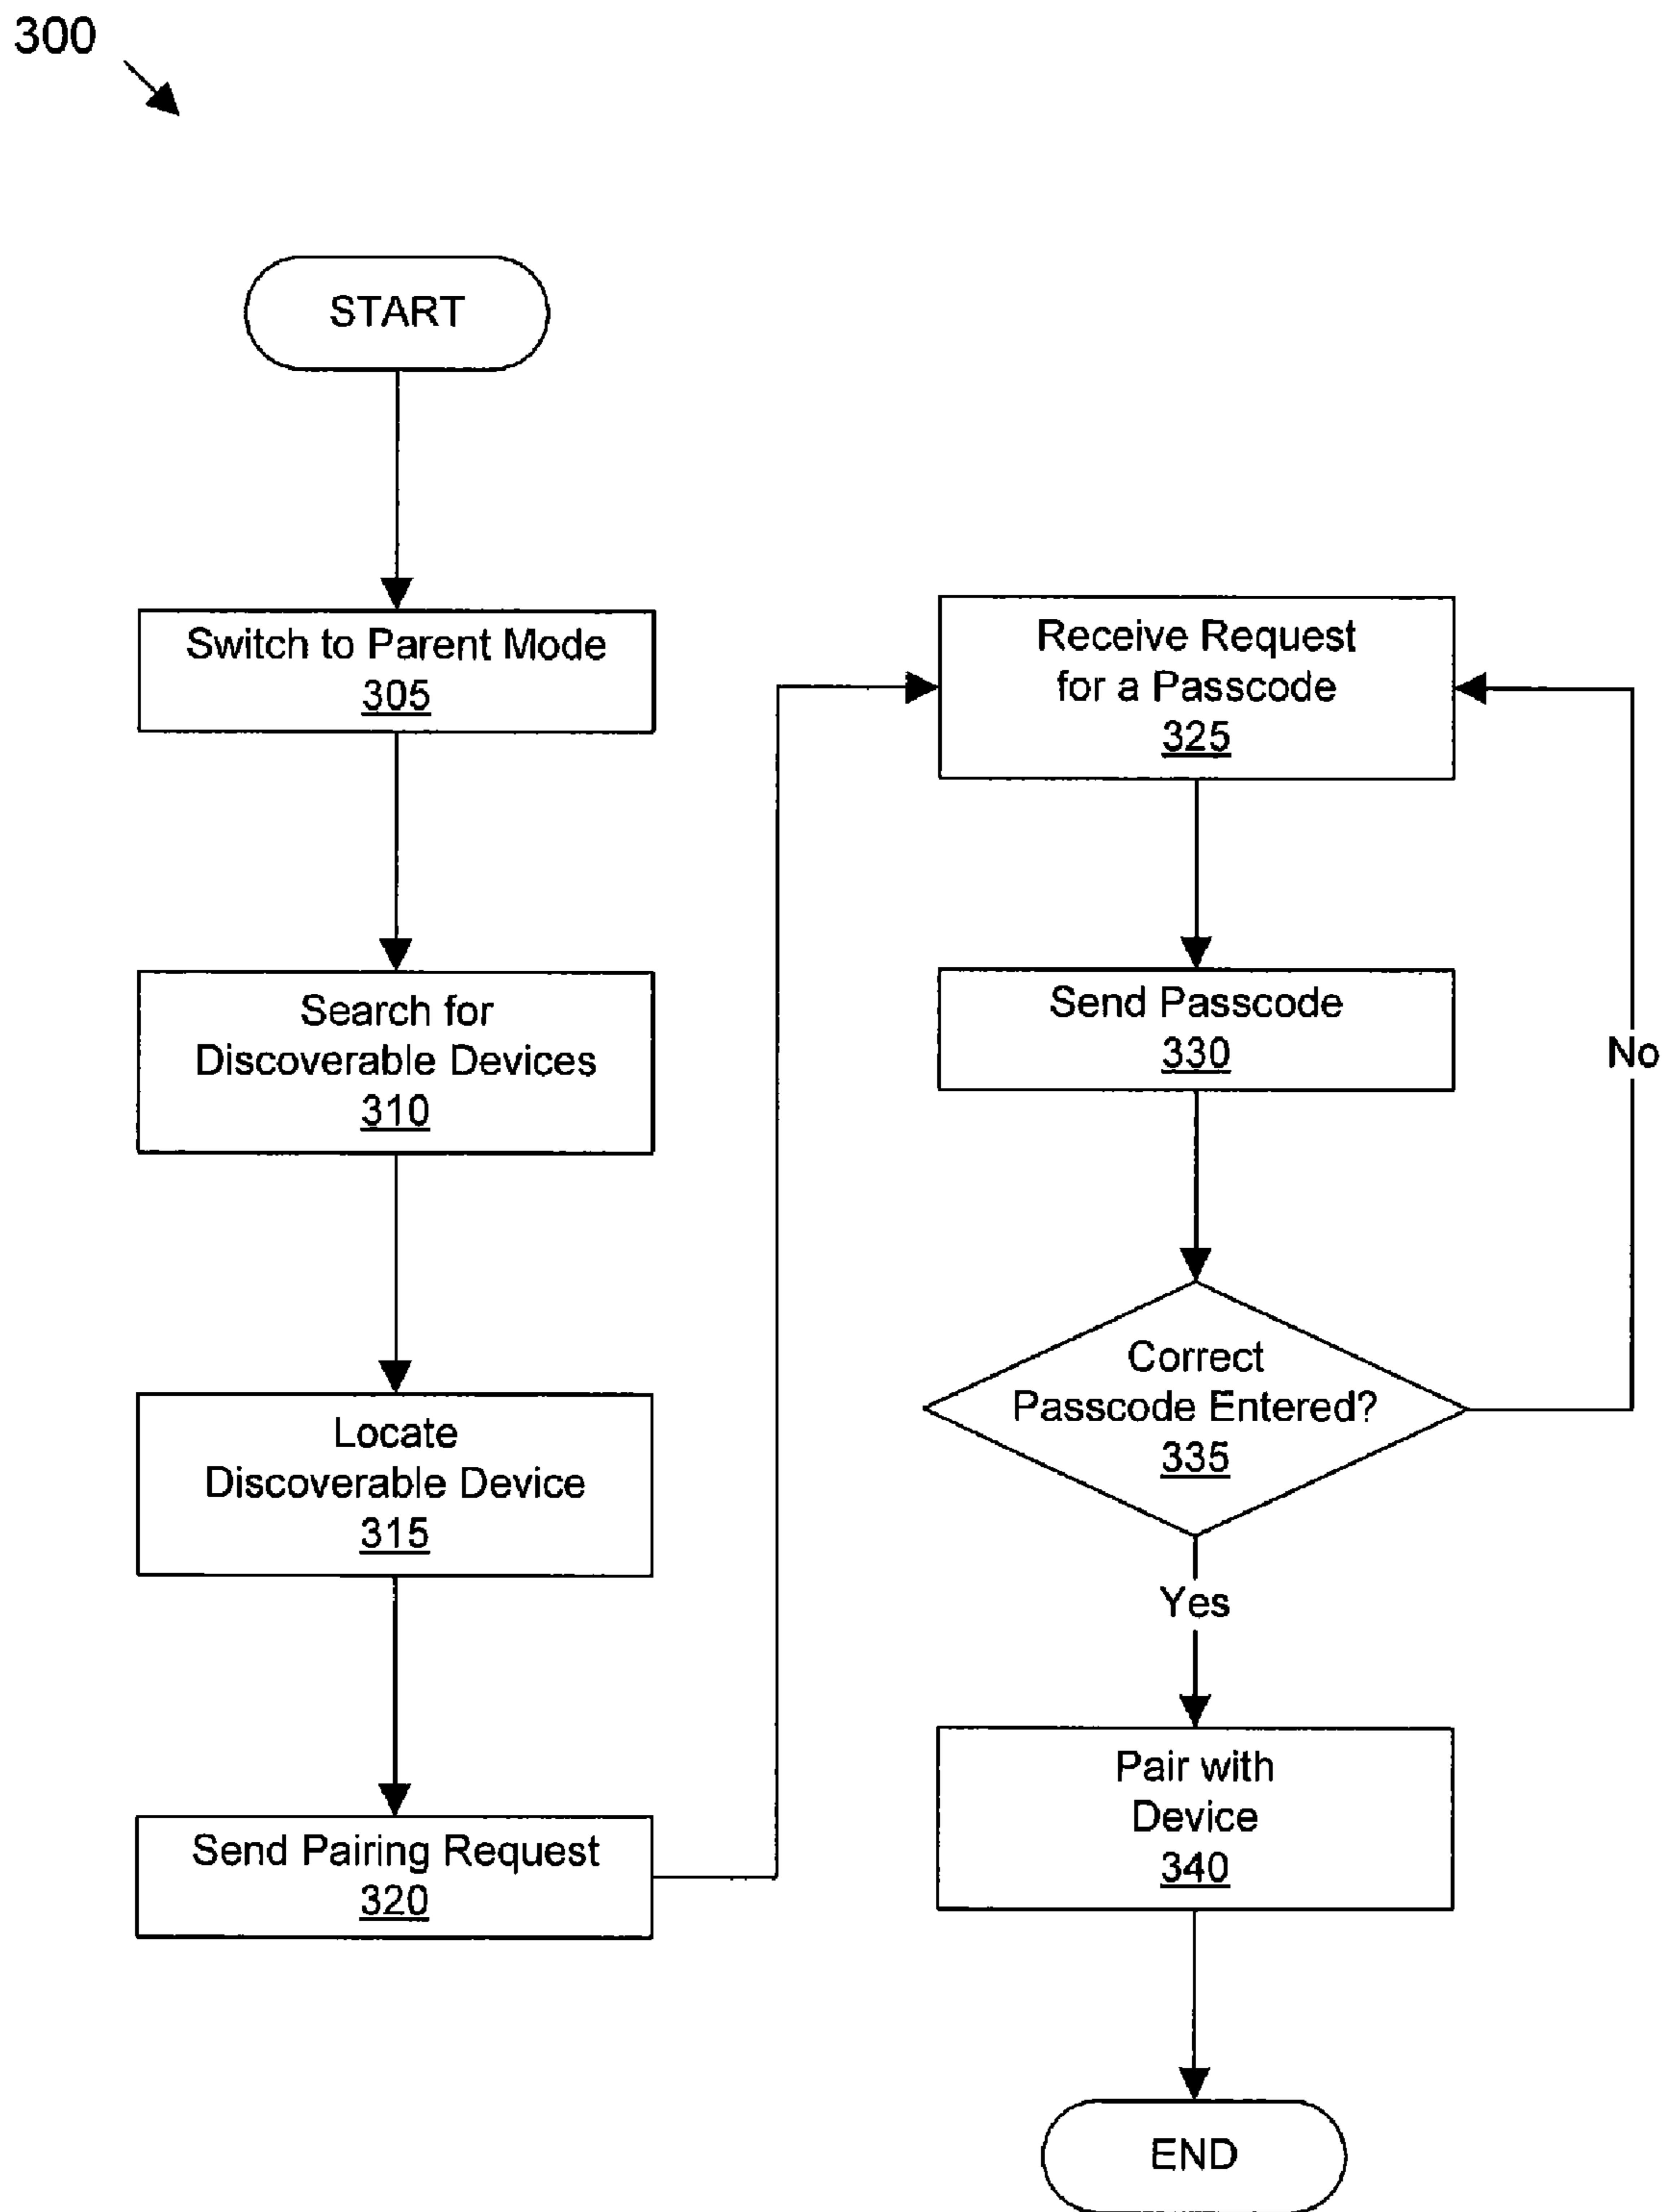 300
START
Switch to Parent Mode
305
Search for
Discoverable Devices
310
Locate
Discoverable Device
315
Send Pairing Request
320
Receive Request
for a Passcode
325
Send Passcode
330
Correct
Passcode Entered?
335
No
Yes
Pair with
Device
340
END